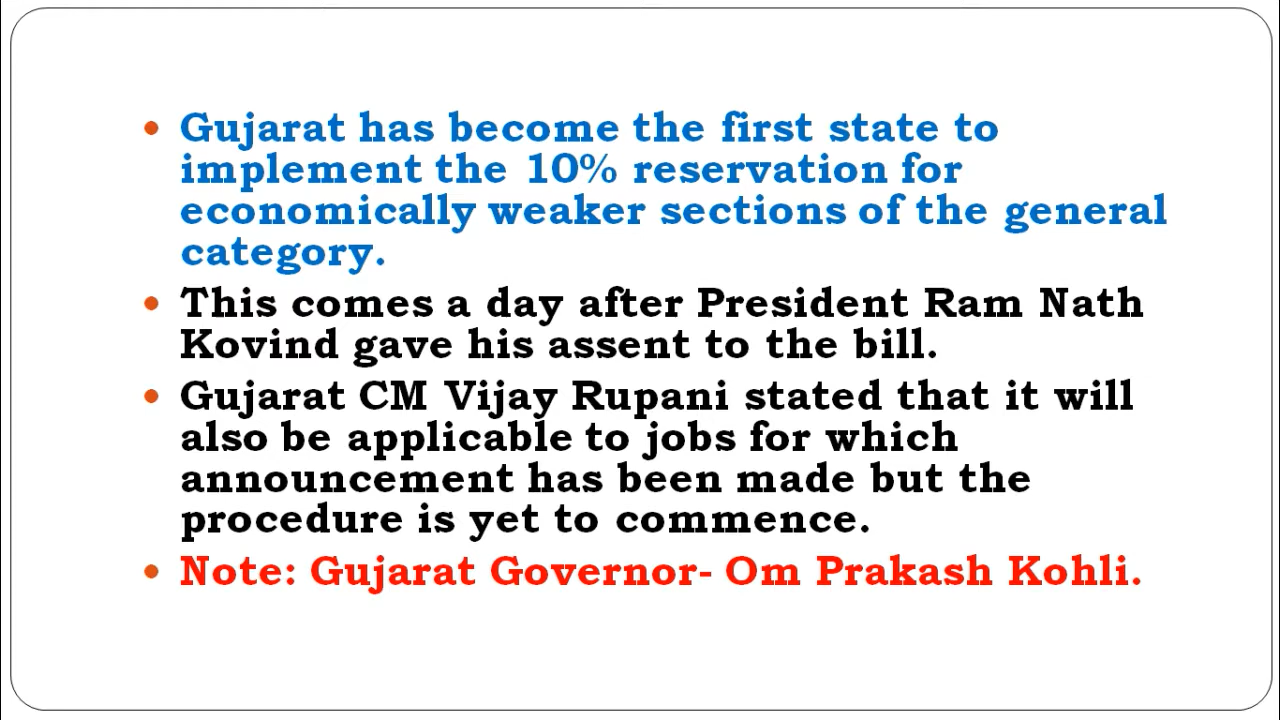 • Gujarat has become the first state to
implement the 10% reservation for
economically weaker sections of the general
category.
• This comes a day after President Ram Nath
Kovind gave his assent to the bill.
• Gujarat CM Vijay Rupani stated that it will
also be applicable to jobs for which
announcement has been made but the
procedure is yet to commence.
• Note: Gujarat Governor- Om Prakash Kohli.